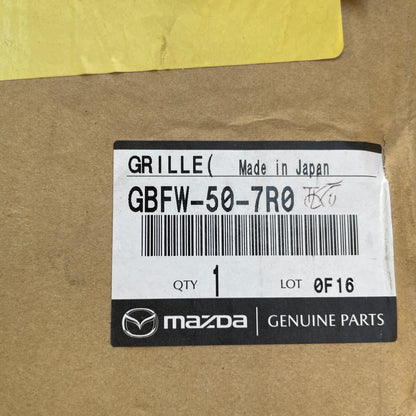 GRILLE( Made in Japan
GBFW-50-7R0
QTY 1 LOT 0F16
mazda GENUINE PARTS